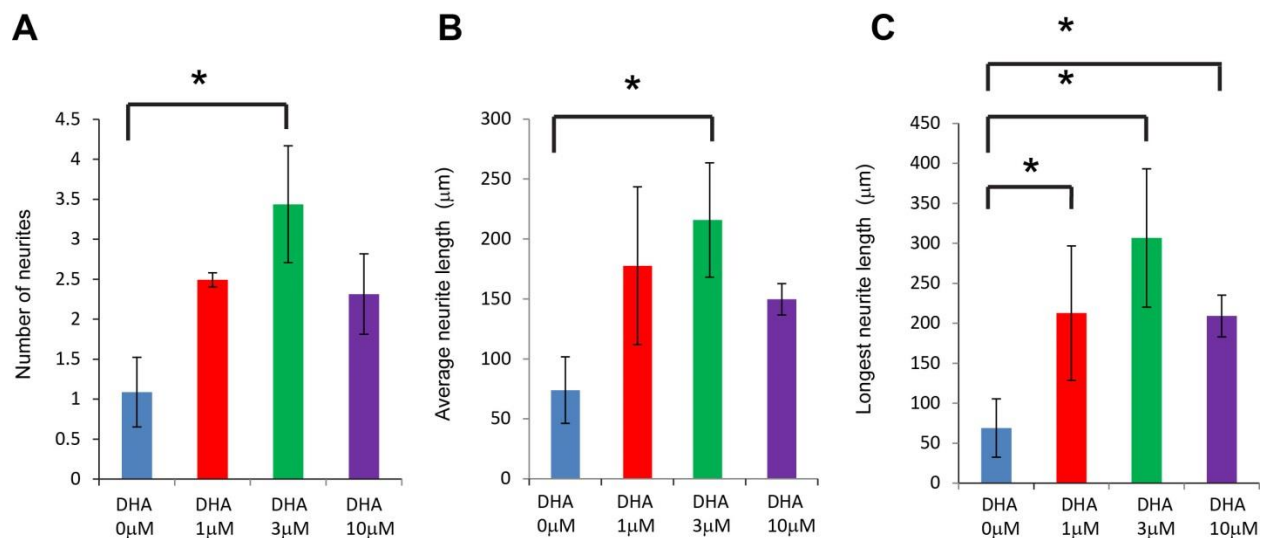 A
*
4.5
4
3.5
3
2.5
2
1.5
1
0.5
0
Number of neurites
DHA DHA DHA DHA
0μM 1μM 3μM 10μM
B
*
300
250
200
150
100
50
0
Average neurite length (μm)
DHA DHA DHA DHA
0μM 1μM 3μM 10μM
C
*
*
*
450
400
350
300
250
200
150
100
50
0
Longest neurite length (μm)
DHA DHA DHA DHA
0μM 1μM 3μM 10μM